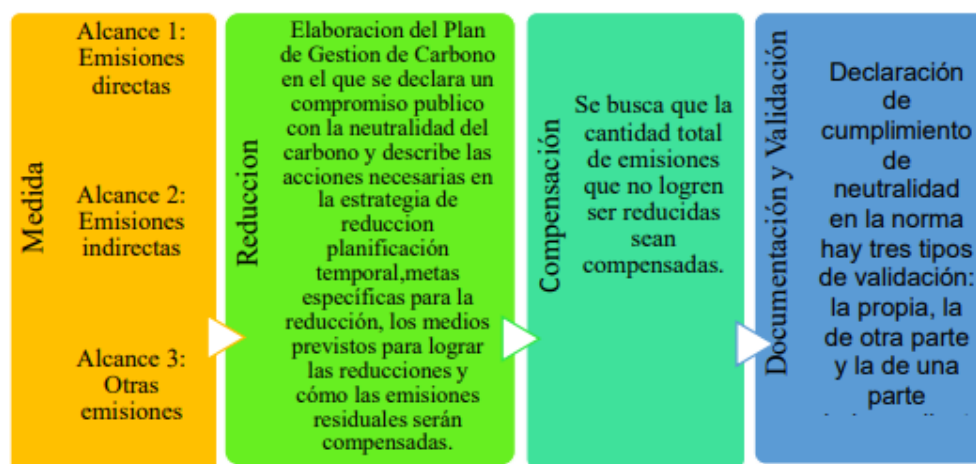 Medida
Alcance 1:
Emisiones
directas
Alcance 2:
Emisiones
indirectas
Alcance 3:
Otras
emisiones
Reduccion
Elaboracion del Plan
de Gestion de Carbono
en el que se declara un
compromiso publico
con la neutralidad del
carbono y describe las
acciones necesarias en
la estrategia de
reduccion
planificación
temporal,metas
específicas para la
reducción, los medios
previstos para lograr
las reducciones y
cómo las emisiones
residuales serán
compensadas.
Compensación
Se busca que la
cantidad total
de emisiones
que no logren
ser reducidas
sean
compensadas.
Documentación y Validación
Declaración
de
cumplimiento
de
neutralidad
en la norma
hay tres tipos
de validación:
la propia, la
de otra parte
y la de una
parte